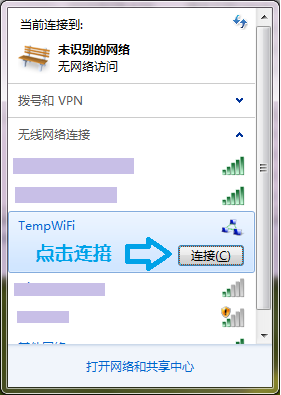 当前连接到:
未识别的网络
无网络访问
拨号和 VPN
无线网络连接
TempWiFi
点击连接
连接(C)
打开网络和共享中心